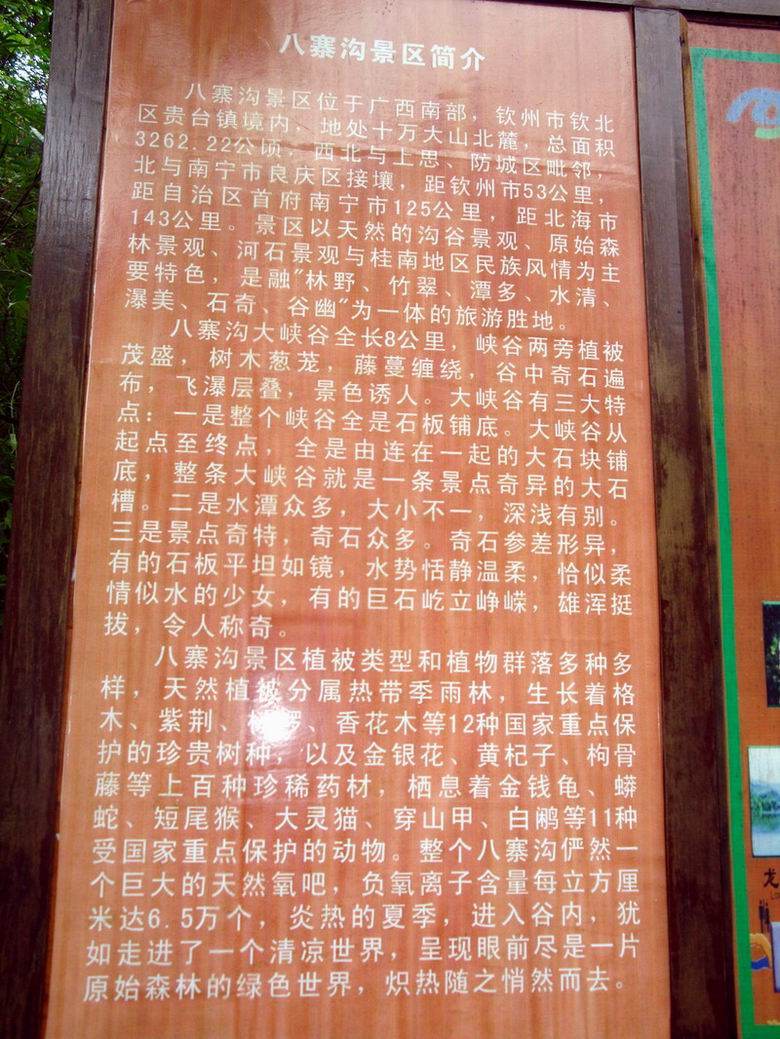 八寨沟景区简介
八寨沟景区位于广西南部，钦州市钦北
区贵台镇境内，地处十万大山北麓，总面积
3262.22公顷，西北与上思、防城区毗邻，
北与南宁市良庆区接壤，距钦州市53公里，
距自治区首府南宁市125公里，距北海市
143公里。景区以天然的沟谷景观、原始森
林景观、河石景观与桂南地区民族风情为主
要特色，是融"林野、竹翠、潭多、水清、
瀑美、石奇、谷幽"为一体的旅游胜地。
八寨沟大峡谷全长8公里，峡谷两旁植被
茂盛，树木葱茏，藤蔓缠绕，谷中奇石遍
布，飞瀑层叠，景色诱人。大峡谷有三大特
点：一是整个峡谷全是石板铺底。大峡谷从
起点至终点，全是由连在一起的大石块铺
底，整条大峡谷就是一条景点奇异的大石
槽。二是水潭众多，大小不一，深浅有别。
三是景点奇特，奇石众多。奇石参差形异，
有的石板平坦如镜，水势恬静温柔，恰似柔
情似水的少女，有的巨石屹立峥嵘，雄浑挺
拔，令人称奇。
八寨沟景区植被类型和植物群落多种多
样，天然植被分属热带季雨林，生长着格
木、紫荆、香花木等12种国家重点保
护的珍贵树种，以及金银花、黄杞子、枸骨
藤等上百种珍稀药材，栖息着金钱龟、蟒
蛇、短尾猴 大灵猫、穿山甲、白鹇等11种
受国家重点保护的动物。整个八寨沟俨然一
个巨大的天然氧吧，负氧离子含量每立方厘
米达6.5万个，炎热的夏季，进入谷内，犹
如走进了一个清凉世界，呈现眼前尽是一片
原始森林的绿色世界，炽热随之悄然而去。
龙